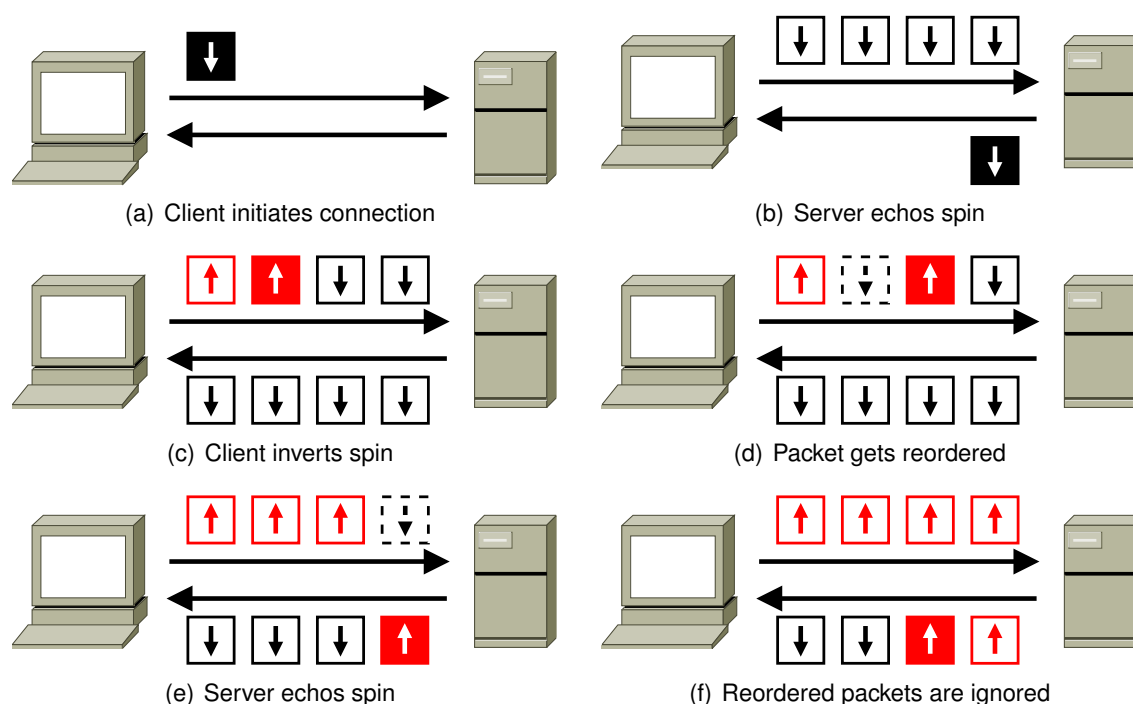 (a) Client initiates connection
(b) Server echos spin
(c) Client inverts spin
(d) Packet gets reordered
(e) Server echos spin
(f) Reordered packets are ignored